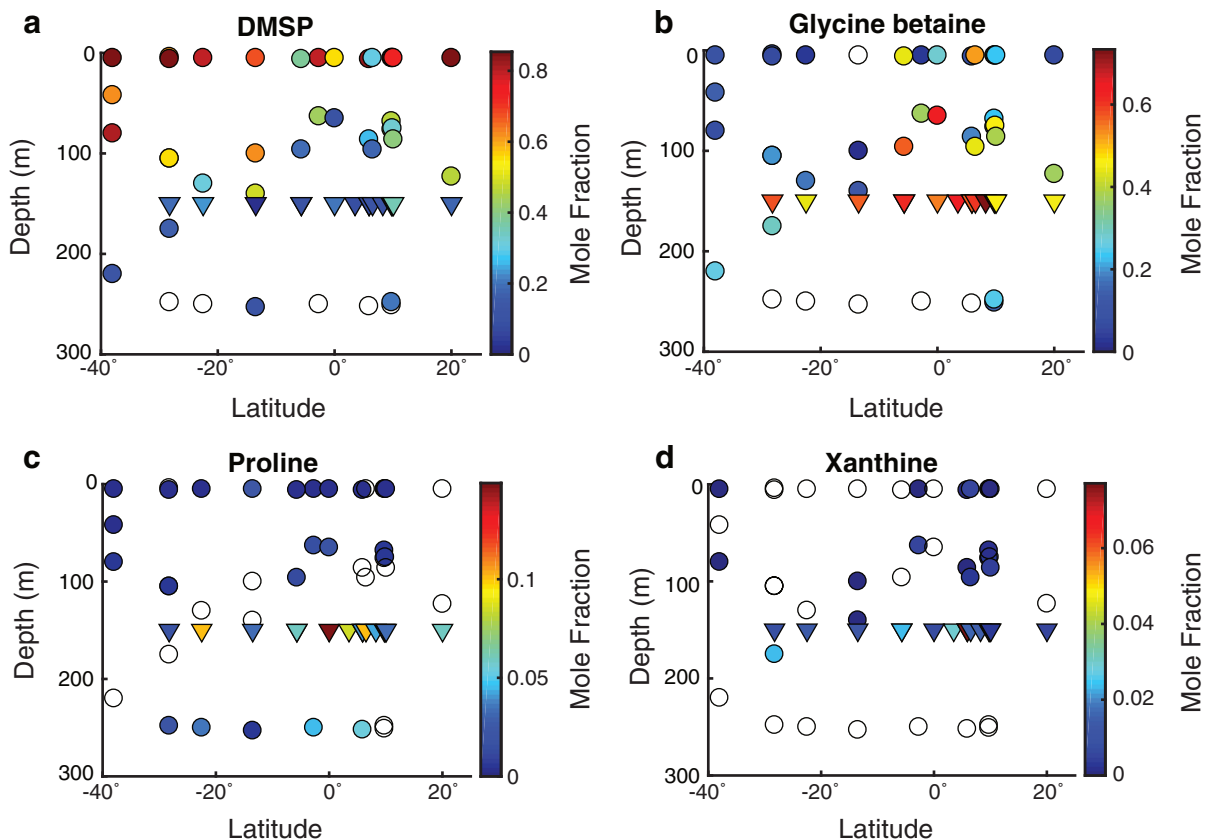 a DMSP
0
100
200
300
Depth (m)
-40˚ -20˚ 0˚ 20˚
Latitude
0.8
0.6
0.4
0.2
0
Mole Fraction
b Glycine betaine
0
100
200
300
Depth (m)
-40˚ -20˚ 0˚ 20˚
Latitude
0.6
0.4
0.2
0
Mole Fraction
c Proline
0
100
200
300
Depth (m)
-40˚ -20˚ 0˚ 20˚
Latitude
0.1
0.05
0
Mole Fraction
d Xanthine
0
100
200
300
Depth (m)
-40˚ -20˚ 0˚ 20˚
Latitude
0.06
0.04
0.02
0
Mole Fraction